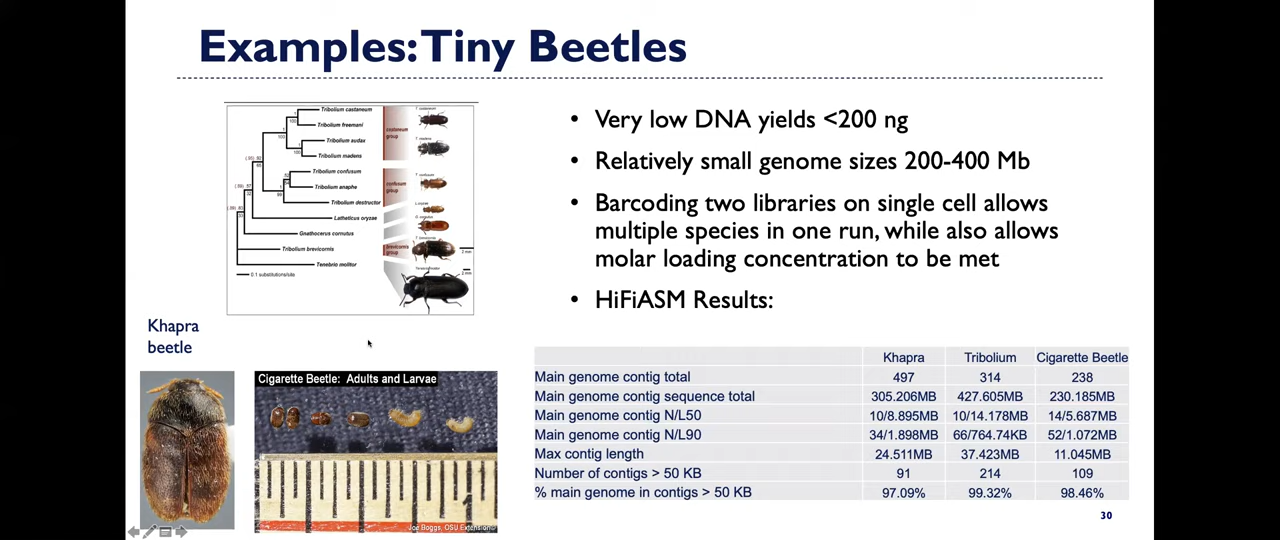 Examples: Tiny Beetles
Tribolium castaneum
Tribolium freemani
Tribolium audax
Tribolium madens
Tribolium confusum
Tribolium anaphe
Tribolium destructor
Latheticus oryzae
Gnathocerus cornutus
Tribolium brevicornis
Tenebrio molitor
0.1 substitutions/site
castaneum
group
confusum
group
brevicornis
group
2 mm
2 mm
• Very low DNA yields <200 ng
• Relatively small genome sizes 200-400 Mb
• Barcoding two libraries on single cell allows
multiple species in one run, while also allows
molar loading concentration to be met
• HiFiASM Results:
Khapra
beetle
Cigarette Beetle: Adults and Larvae
1
Joe Boggs, OSU Extension©
Khapra Tribolium Cigarette Beetle
Main genome contig total 497 314 238
Main genome contig sequence total 305.206MB 427.605MB 230.185MB
Main genome contig N/L50 10/8.895MB 10/14.178MB 14/5.687MB
Main genome contig N/L90 34/1.898MB 66/764.74KB 52/1.072MB
Max contig length 24.511MB 37.423MB 11.045MB
Number of contigs > 50 KB 91 214 109
% main genome in contigs > 50 KB 97.09% 99.32% 98.46%
30